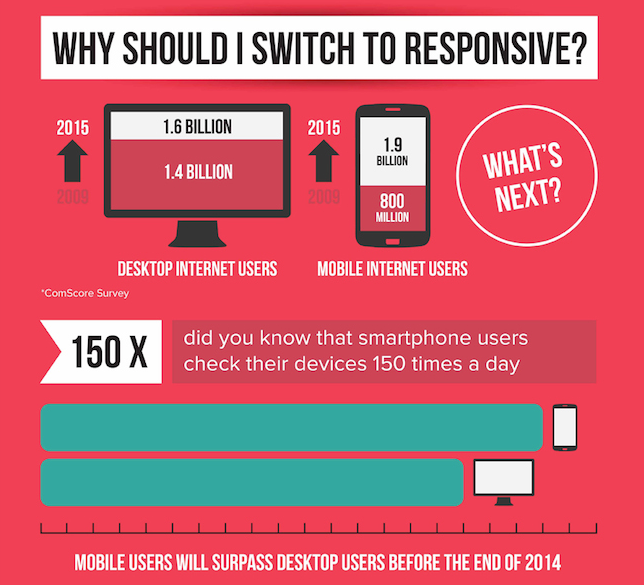 WHY SHOULD I SWITCH TO RESPONSIVE?
2015
2009
1.6 BILLION
1.4 BILLION
DESKTOP INTERNET USERS
2015
2009
1.9
BILLION
800
MILLION
MOBILE INTERNET USERS
WHAT'S
NEXT?
*ComScore Survey
150 X
did you know that smartphone users
check their devices 150 times a day
MOBILE USERS WILL SURPASS DESKTOP USERS BEFORE THE END OF 2014